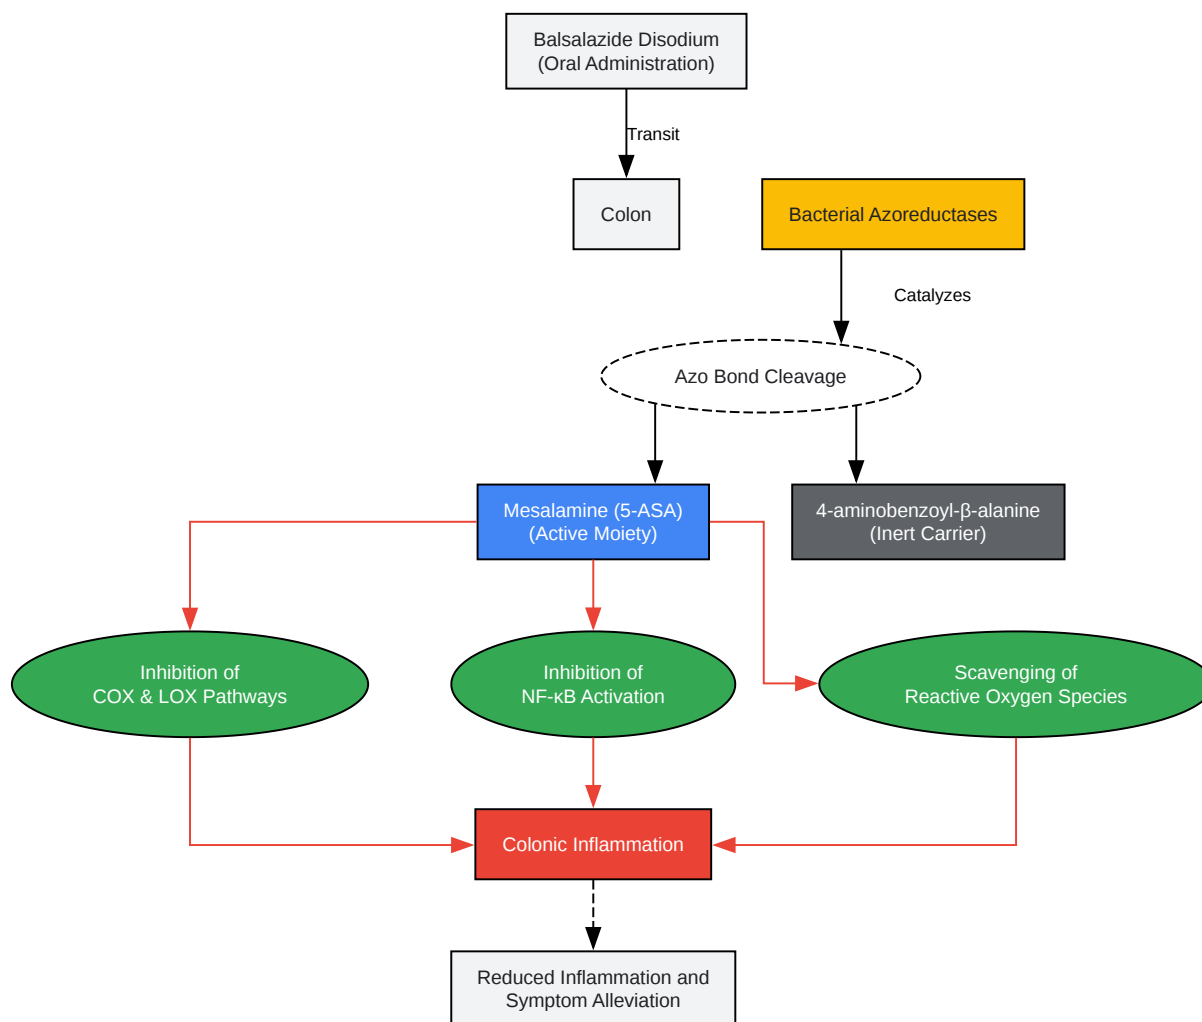 Balsalazide Disodium
(Oral Administration)
Transit
Colon
Bacterial Azoreductases
Catalyzes
Azo Bond Cleavage
Mesalamine (5-ASA)
(Active Moiety)
4-aminobenzoyl-β-alanine
(Inert Carrier)
Inhibition of
COX & LOX Pathways
Inhibition of
NF-κB Activation
Scavenging of
Reactive Oxygen Species
Colonic Inflammation
Reduced Inflammation and
Symptom Alleviation